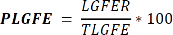 PLGFE = LGFER / TLGFE * 100